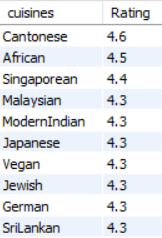 cuisines Rating
Cantonese 4.6
African 4.5
Singaporean 4.4
Malaysian 4.3
ModernIndian 4.3
Japanese 4.3
Vegan 4.3
Jewish 4.3
German 4.3
SriLankan 4.3